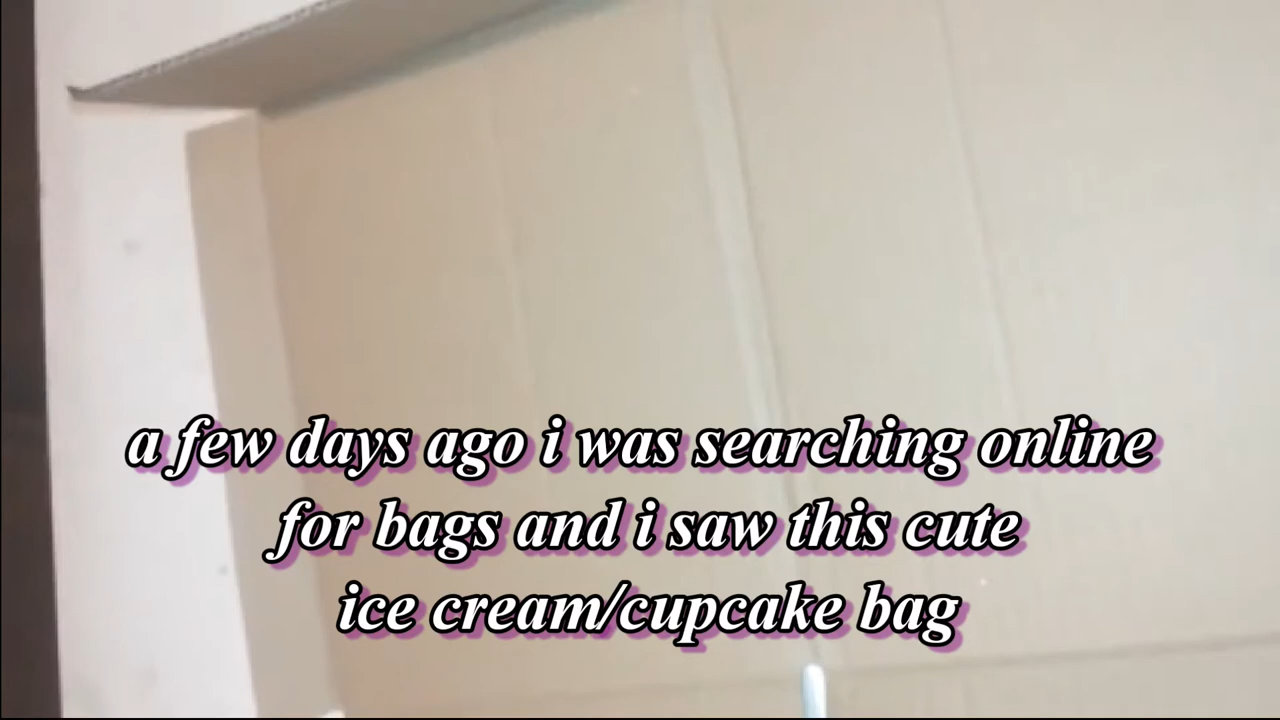 a few days ago i was searching online
for bags and i saw this cute
ice cream/cupcake bag